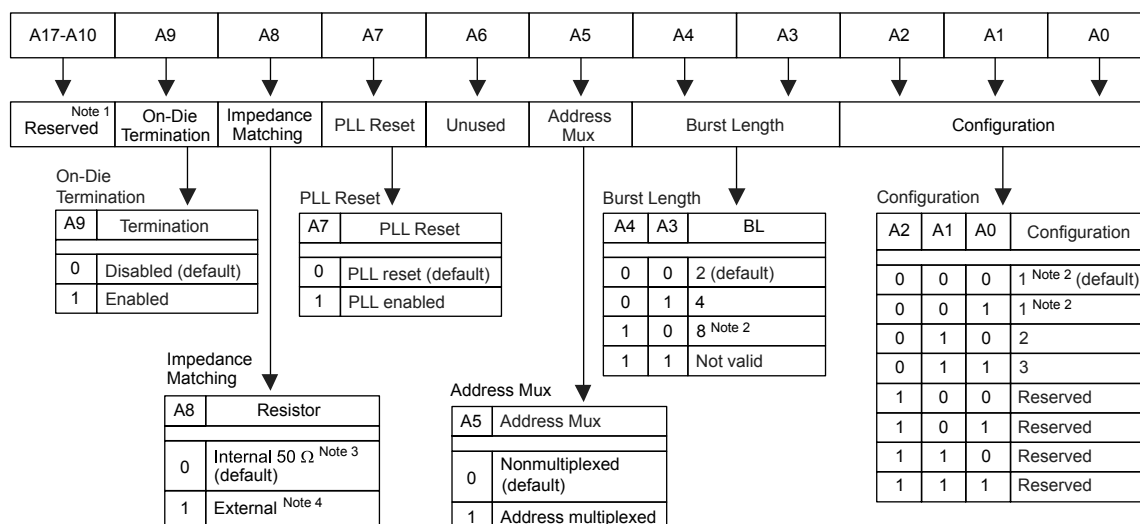 A17-A10 A9 A8 A7 A6 A5 A4 A3 A2 A1 A0
Reserved Note 1
On-Die
Termination
Impedance
Matching
PLL Reset
Unused
Address
Mux
Burst Length
Configuration
On-Die
Termination
A9 Termination
0 Disabled (default)
1 Enabled
PLL Reset
A7 PLL Reset
0 PLL reset (default)
1 PLL enabled
Burst Length
A4 A3 BL
0 0 2 (default)
0 1 4
1 0 8 Note 2
1 1 Not valid
Configuration
A2 A1 A0 Configuration
0 0 0 1 Note 2 (default)
0 0 1 1 Note 2
0 1 0 2
0 1 1 3
1 0 0 Reserved
1 0 1 Reserved
1 1 0 Reserved
1 1 1 Reserved
Impedance
Matching
A8 Resistor
0 Internal 50 Ω Note 3
(default)
1 External Note 4
Address Mux
A5 Address Mux
0 Nonmultiplexed
(default)
1 Address multiplexed